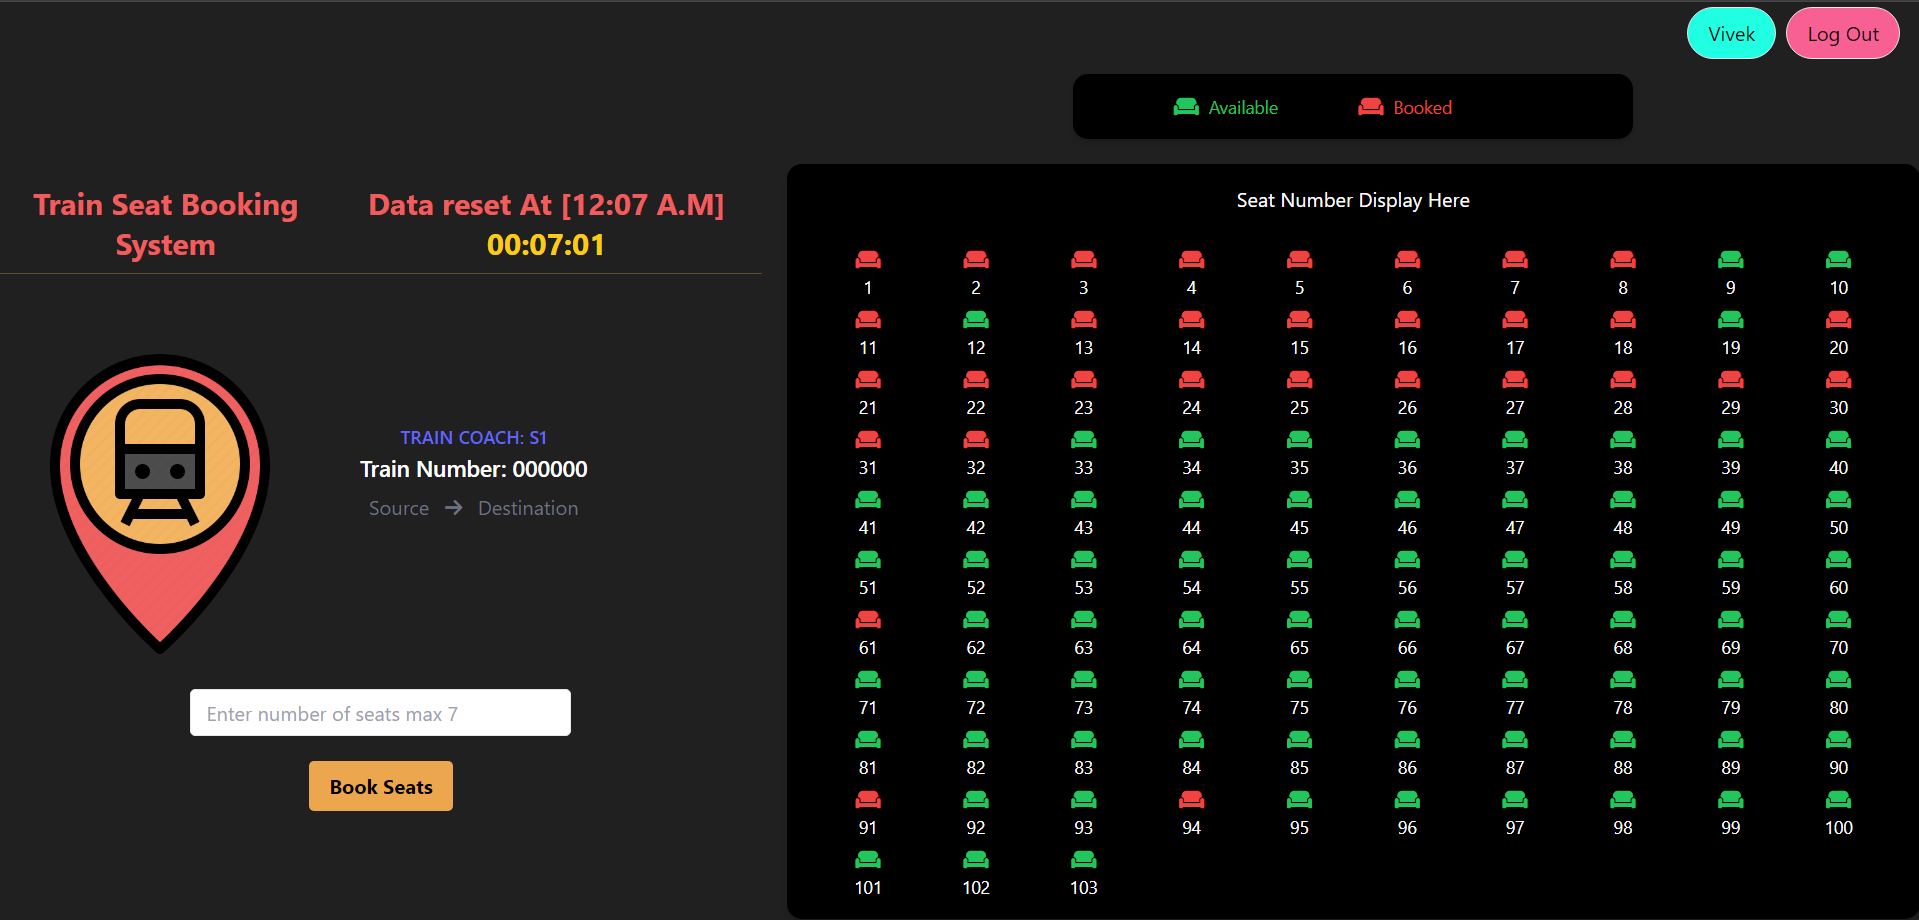 Vivek Log Out
Available Booked
Train Seat Booking
System
Data reset At [12:07 A.M]
00:07:01
TRAIN COACH: S1
Train Number: 000000
Source → Destination
Enter number of seats max 7
Book Seats
Seat Number Display Here
1 2 3 4 5 6 7 8 9 10
11 12 13 14 15 16 17 18 19 20
21 22 23 24 25 26 27 28 29 30
31 32 33 34 35 36 37 38 39 40
41 42 43 44 45 46 47 48 49 50
51 52 53 54 55 56 57 58 59 60
61 62 63 64 65 66 67 68 69 70
71 72 73 74 75 76 77 78 79 80
81 82 83 84 85 86 87 88 89 90
91 92 93 94 95 96 97 98 99 100
101 102 103